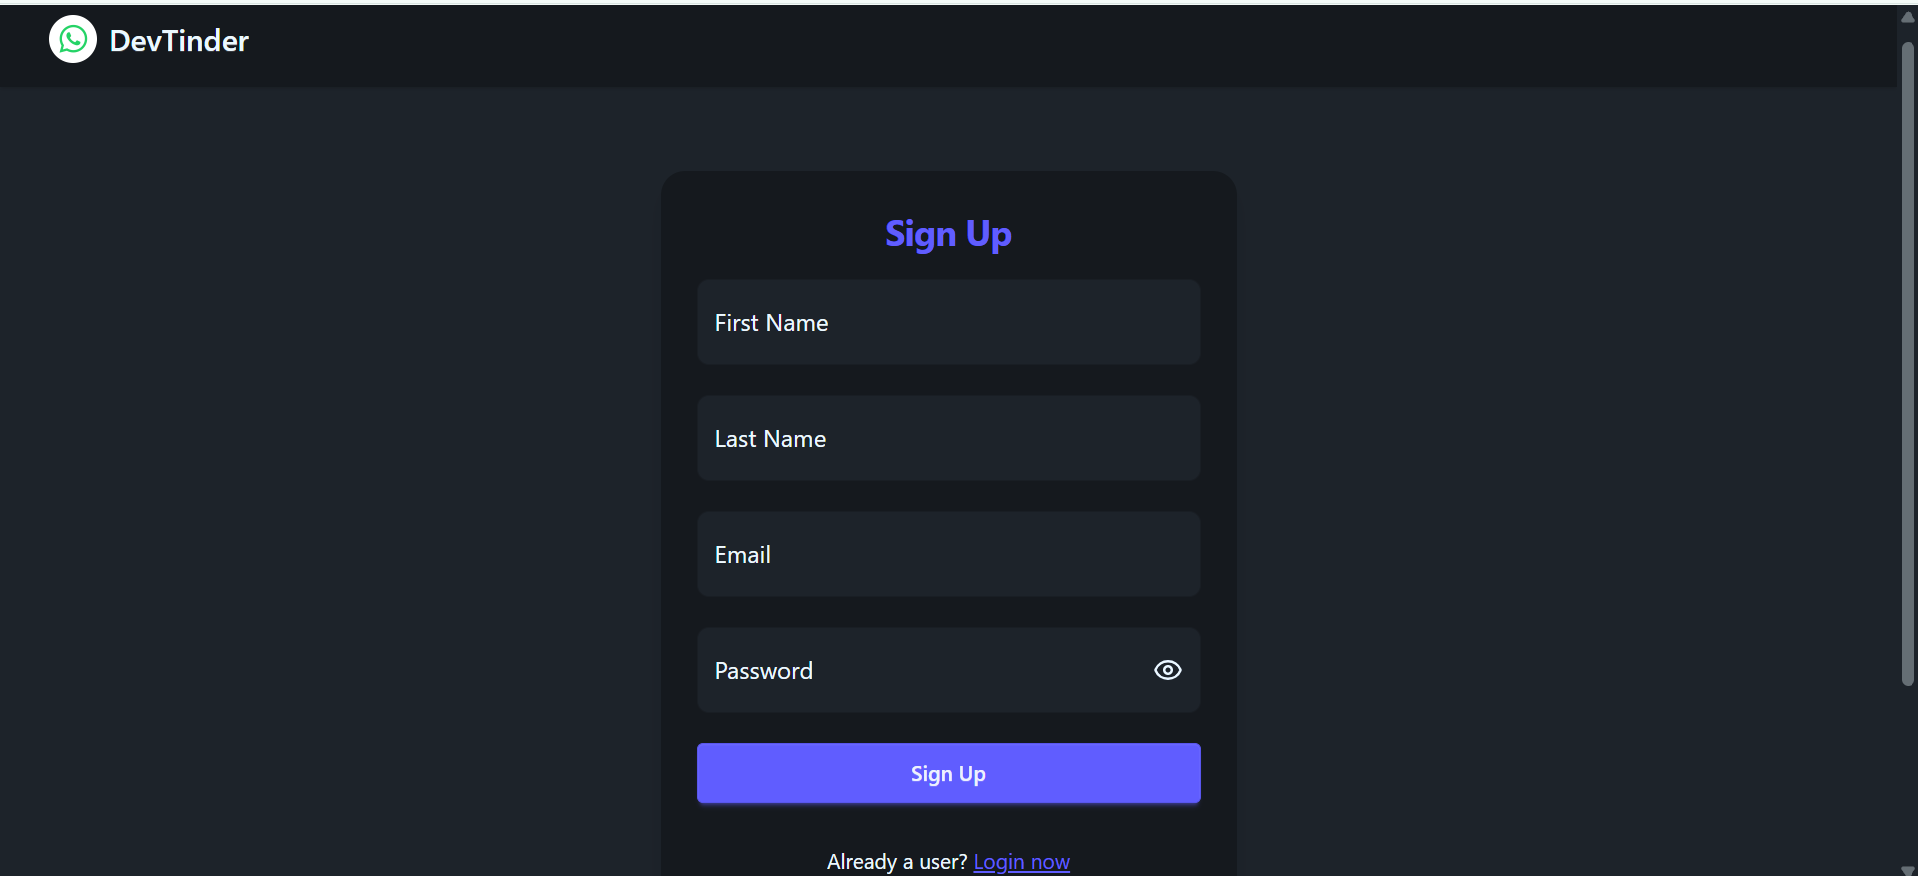 DevTinder
Sign Up
First Name
Last Name
Email
Password
Sign Up
Already a user? Login now